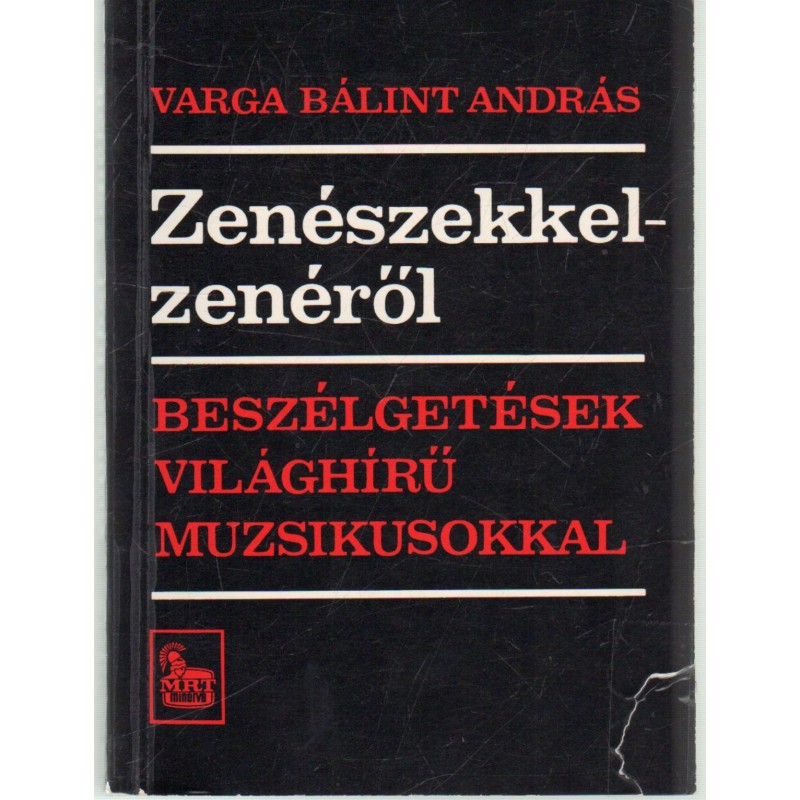 VARGA BÁLINT ANDRÁS
Zenészekkel-
zenéről
BESZÉLGETÉSEK
VILÁGHÍRŰ
MUZSIKUSOKKAL
MRT
minerva